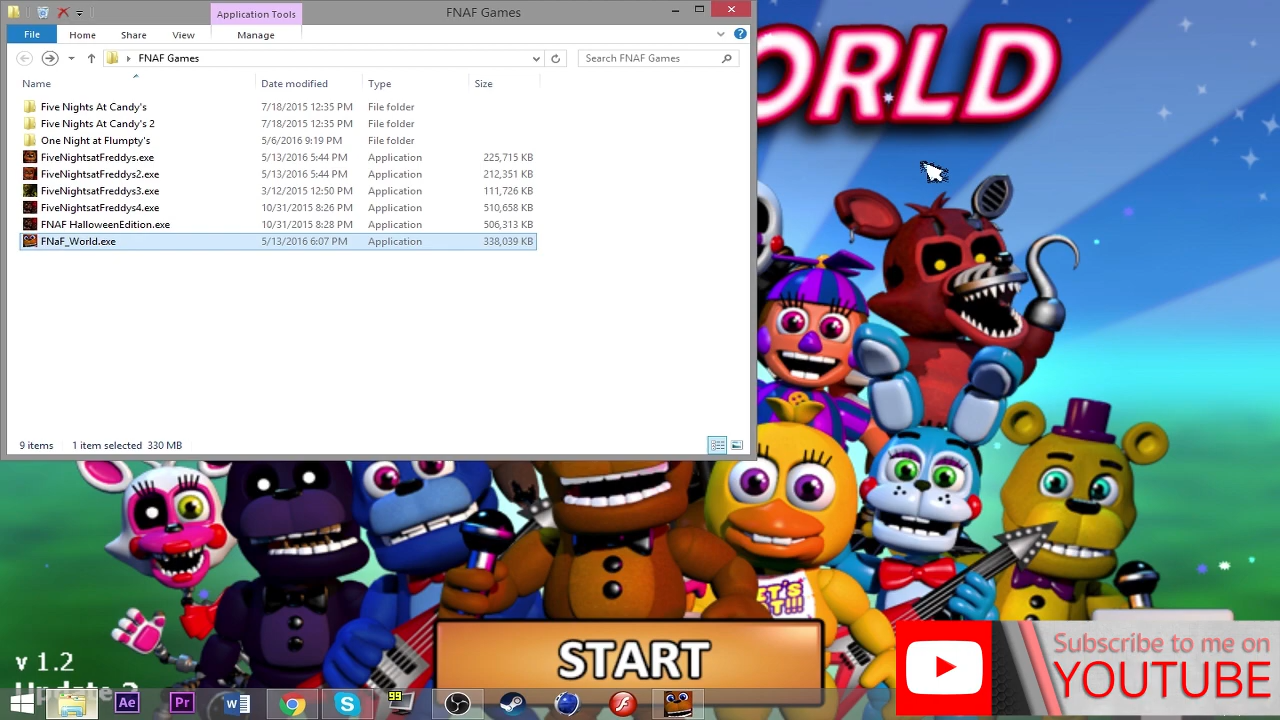 Application Tools
FNAF Games
File Home Share View Manage
FNAF Games
Search FNAF Games
Name Date modified Type Size
Five Nights At Candy's 7/18/2015 12:35 PM File folder
Five Nights At Candy's 2 7/18/2015 12:35 PM File folder
One Night at Flumpty's 5/6/2016 9:19 PM File folder
FiveNightsatFreddys.exe 5/13/2016 5:44 PM Application 225,715 KB
FiveNightsatFreddys2.exe 5/13/2016 5:44 PM Application 212,351 KB
FiveNightsatFreddys3.exe 3/12/2015 12:50 PM Application 111,726 KB
FiveNightsatFreddys4.exe 10/31/2015 8:26 PM Application 510,658 KB
FNAF HalloweenEdition.exe 10/31/2015 8:28 PM Application 506,313 KB
FNaF_World.exe 5/13/2016 6:07 PM Application 338,039 KB
9 items 1 item selected 330 MB
ORLD
LET'S
START
v 1.2
Update 2
Subscribe to me on
YOUTUBE
Ae Pr W S 99